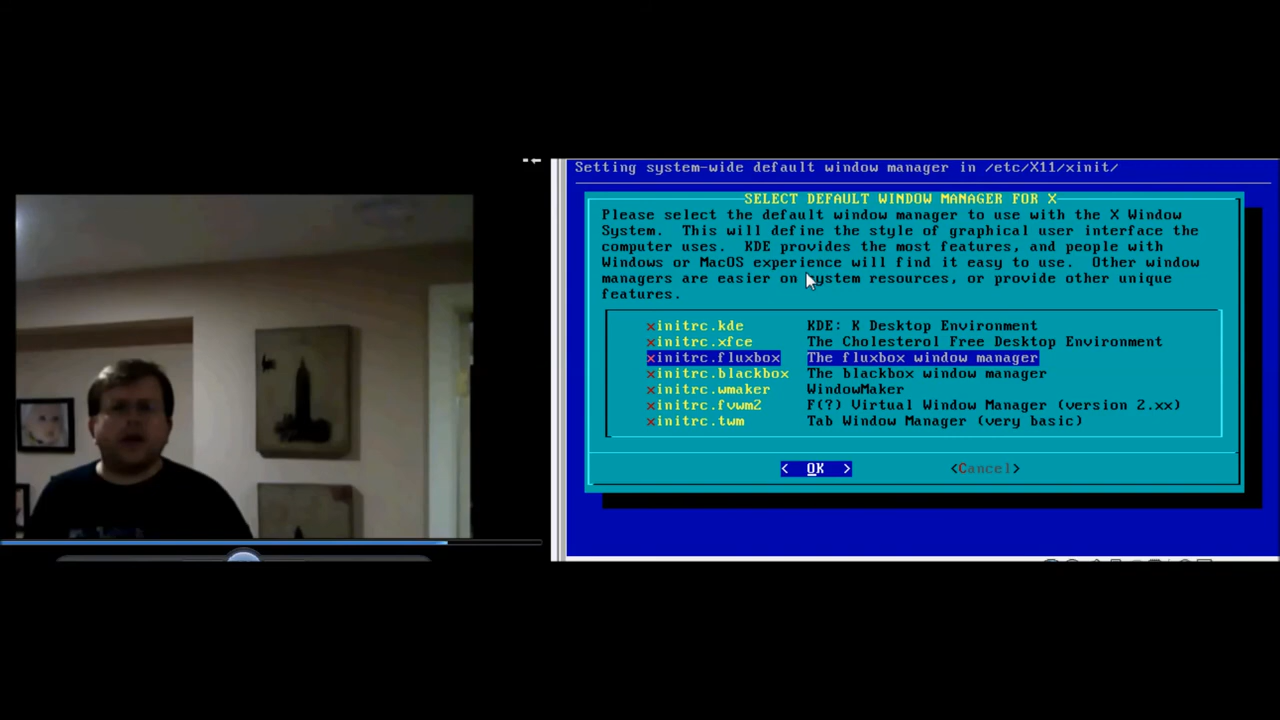 Setting system-wide default window manager in /etc/X11/xinit/
SELECT DEFAULT WINDOW MANAGER FOR X
Please select the default window manager to use with the X Window
System.  This will define the style of graphical user interface the
computer uses.  KDE provides the most features, and people with
Windows or MacOS experience will find it easy to use.  Other window
managers are easier on system resources, or provide other unique
features.
xinitrc.kde KDE: K Desktop Environment
xinitrc.xfce The Cholesterol Free Desktop Environment
xinitrc.fluxbox The fluxbox window manager
xinitrc.blackbox The blackbox window manager
xinitrc.wmaker WindowMaker
xinitrc.fvwm2 F(?) Virtual Window Manager (version 2.xx)
xinitrc.twm Tab Window Manager (very basic)
< OK > <Cancel>